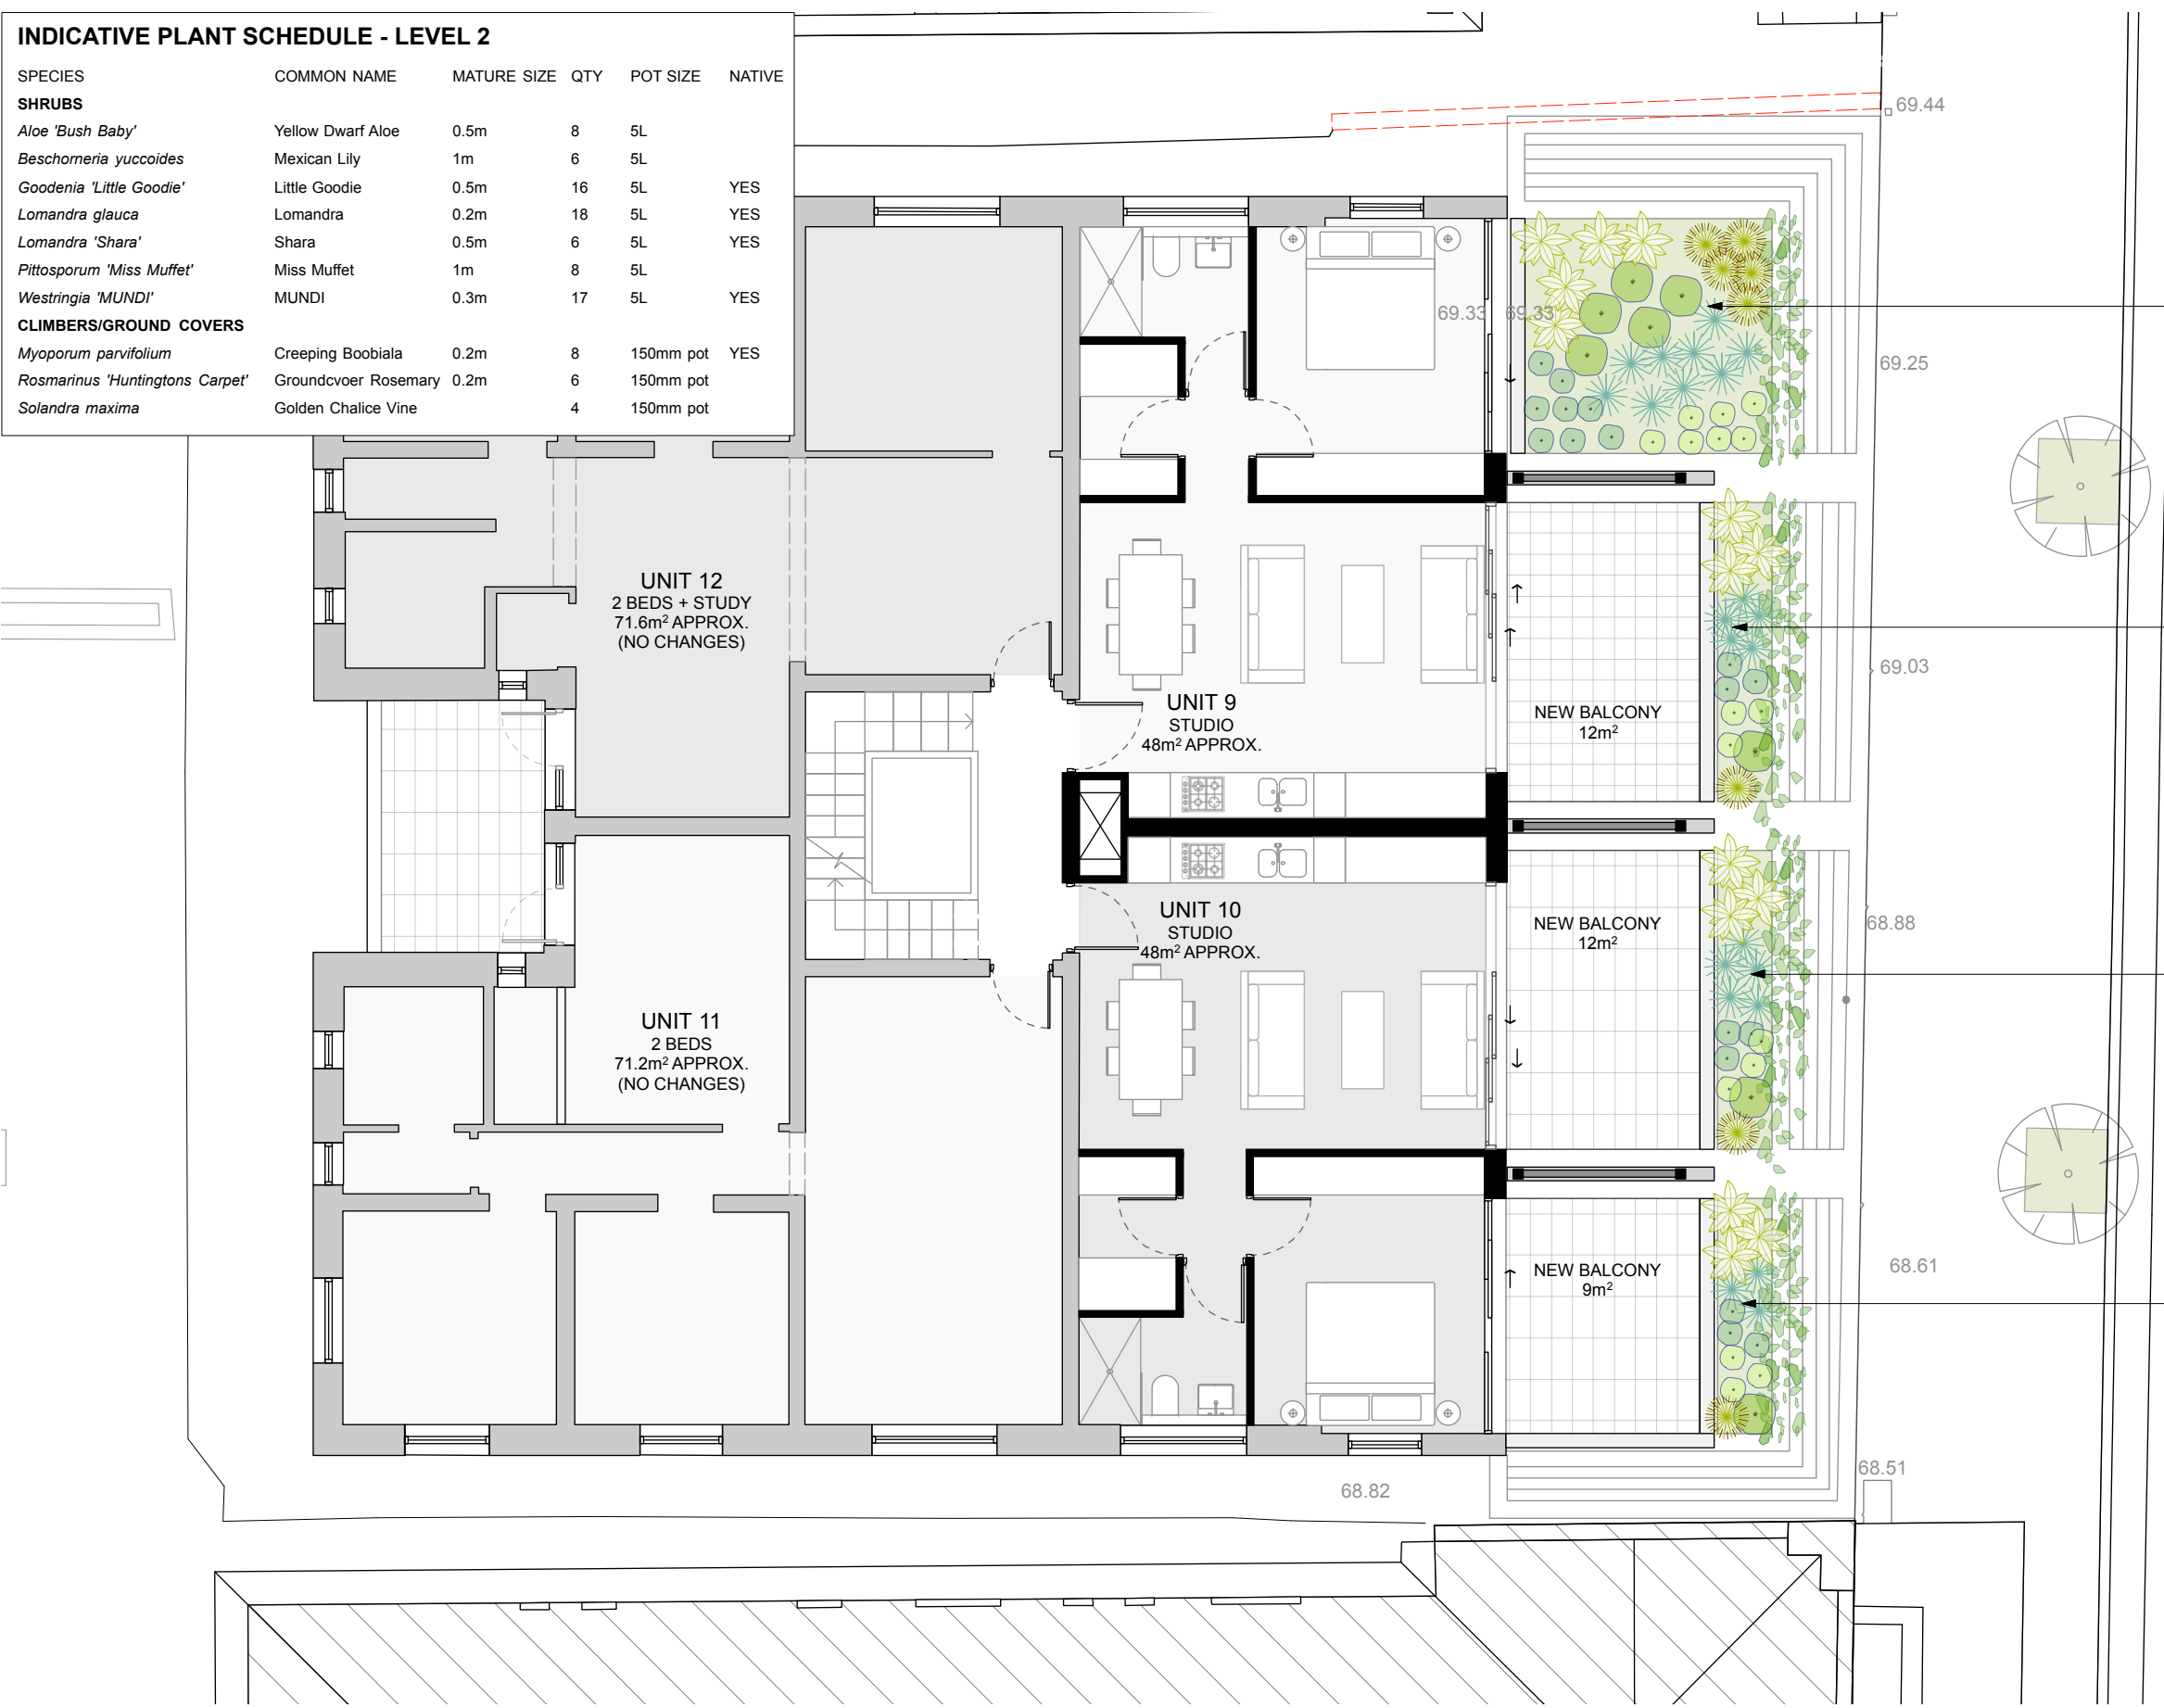 INDICATIVE PLANT SCHEDULE - LEVEL 2
SPECIES COMMON NAME MATURE SIZE QTY POT SIZE NATIVE
SHRUBS
Aloe 'Bush Baby' Yellow Dwarf Aloe 0.5m 8 5L
Beschorneria yuccoides Mexican Lily 1m 6 5L
Goodenia 'Little Goodie' Little Goodie 0.5m 16 5L YES
Lomandra glauca Lomandra 0.2m 18 5L YES
Lomandra 'Shara' Shara 0.5m 6 5L YES
Pittosporum 'Miss Muffet' Miss Muffet 1m 8 5L
Westringia 'MUNDI' MUNDI 0.3m 17 5L YES
CLIMBERS/GROUND COVERS
Myoporum parvifolium Creeping Boobiala 0.2m 8 150mm pot YES
Rosmarinus 'Huntingtons Carpet' Groundcvoer Rosemary 0.2m 6 150mm pot
Solandra maxima Golden Chalice Vine 4 150mm pot
69.44
69.33 69.33
69.25
UNIT 12
2 BEDS + STUDY
71.6m² APPROX.
(NO CHANGES)
69.03
UNIT 9
STUDIO
48m² APPROX.
NEW BALCONY
12m²
UNIT 10
STUDIO
48m² APPROX.
NEW BALCONY
12m²
68.88
UNIT 11
2 BEDS
71.2m² APPROX.
(NO CHANGES)
NEW BALCONY
9m²
68.61
68.51
68.82